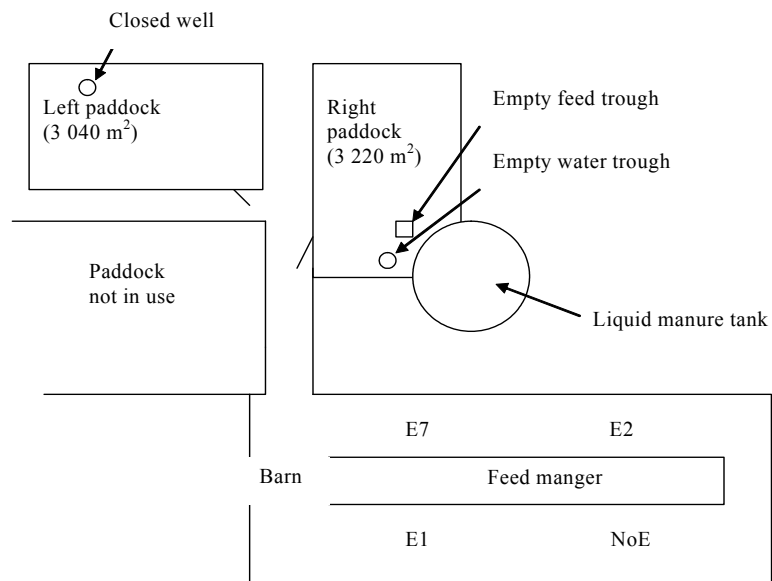 Closed well
Left paddock
(3 040 m²)
Right
paddock
(3 220 m²)
Empty feed trough
Empty water trough
Paddock
not in use
Liquid manure tank
E7
E2
Barn
Feed manger
E1
NoE